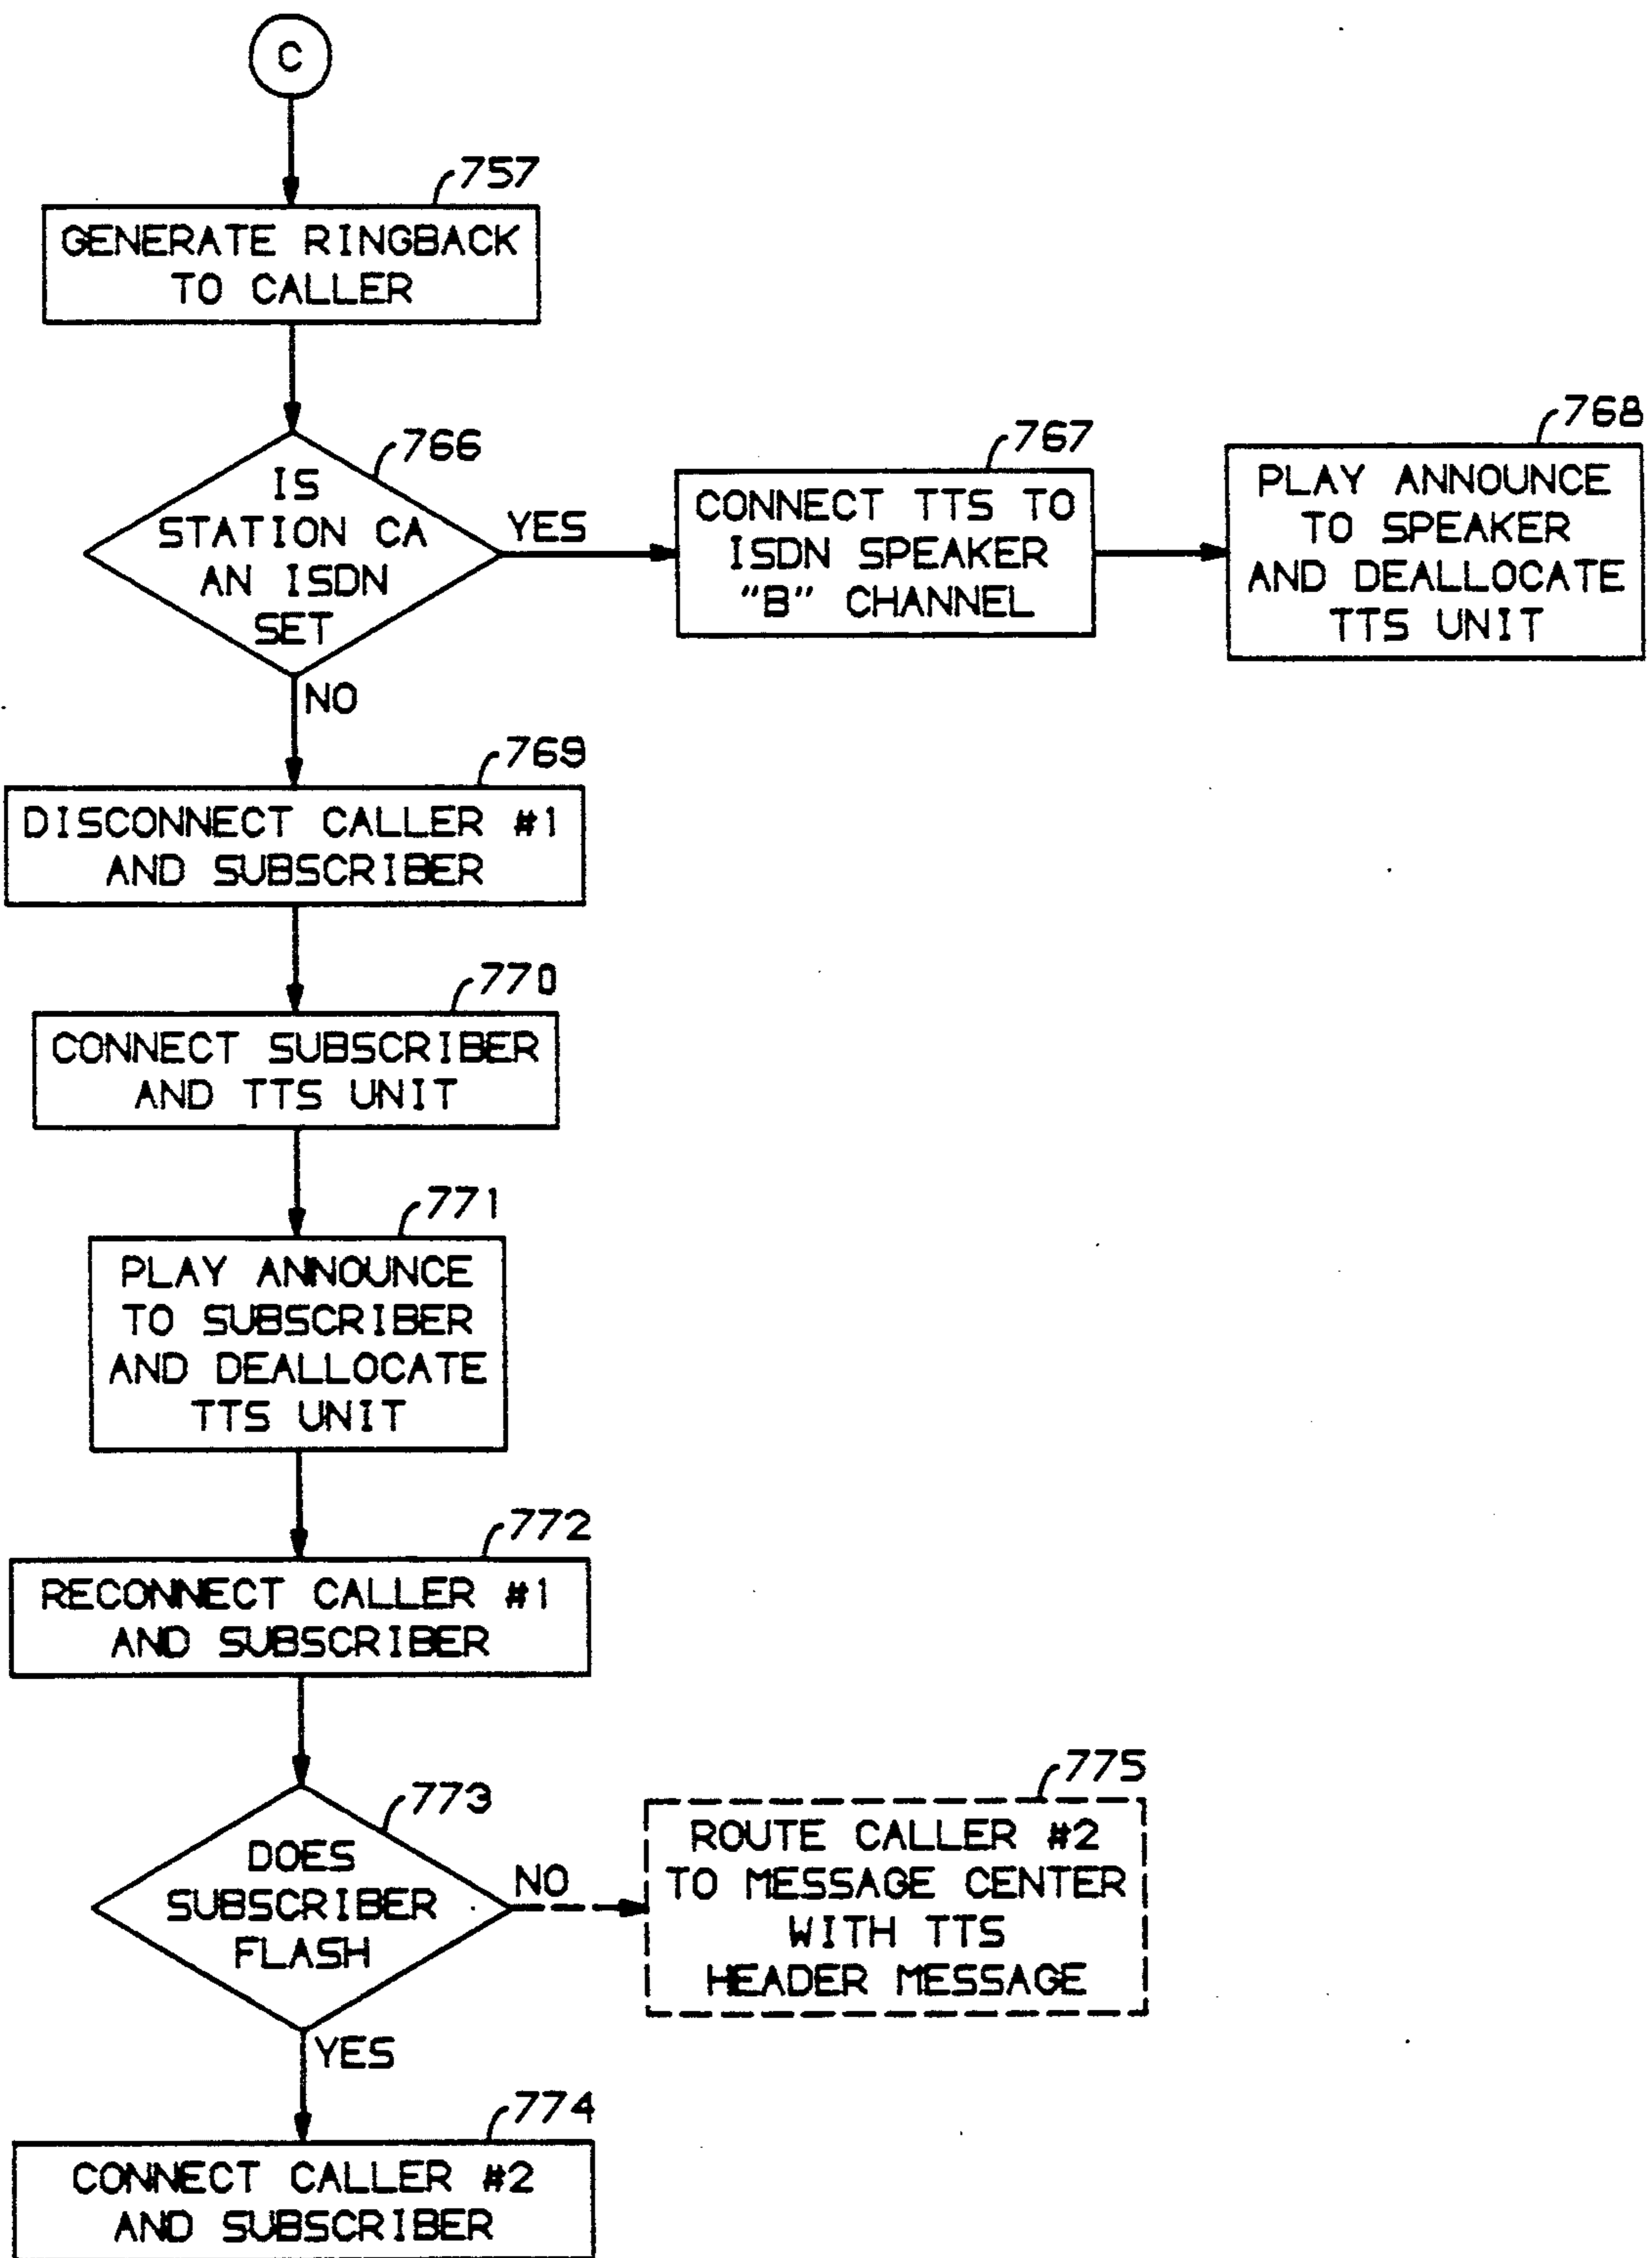 C
757
GENERATE RINGBACK
TO CALLER
766
IS
STATION CA
AN ISDN
SET
YES
NO
767
CONNECT TTS TO
ISDN SPEAKER
"B" CHANNEL
768
PLAY ANNOUNCE
TO SPEAKER
AND DEALLOCATE
TTS UNIT
769
DISCONNECT CALLER #1
AND SUBSCRIBER
770
CONNECT SUBSCRIBER
AND TTS UNIT
771
PLAY ANNOUNCE
TO SUBSCRIBER
AND DEALLOCATE
TTS UNIT
772
RECONNECT CALLER #1
AND SUBSCRIBER
773
DOES
SUBSCRIBER
FLASH
NO
YES
775
ROUTE CALLER #2
TO MESSAGE CENTER
WITH TTS
HEADER MESSAGE
774
CONNECT CALLER #2
AND SUBSCRIBER